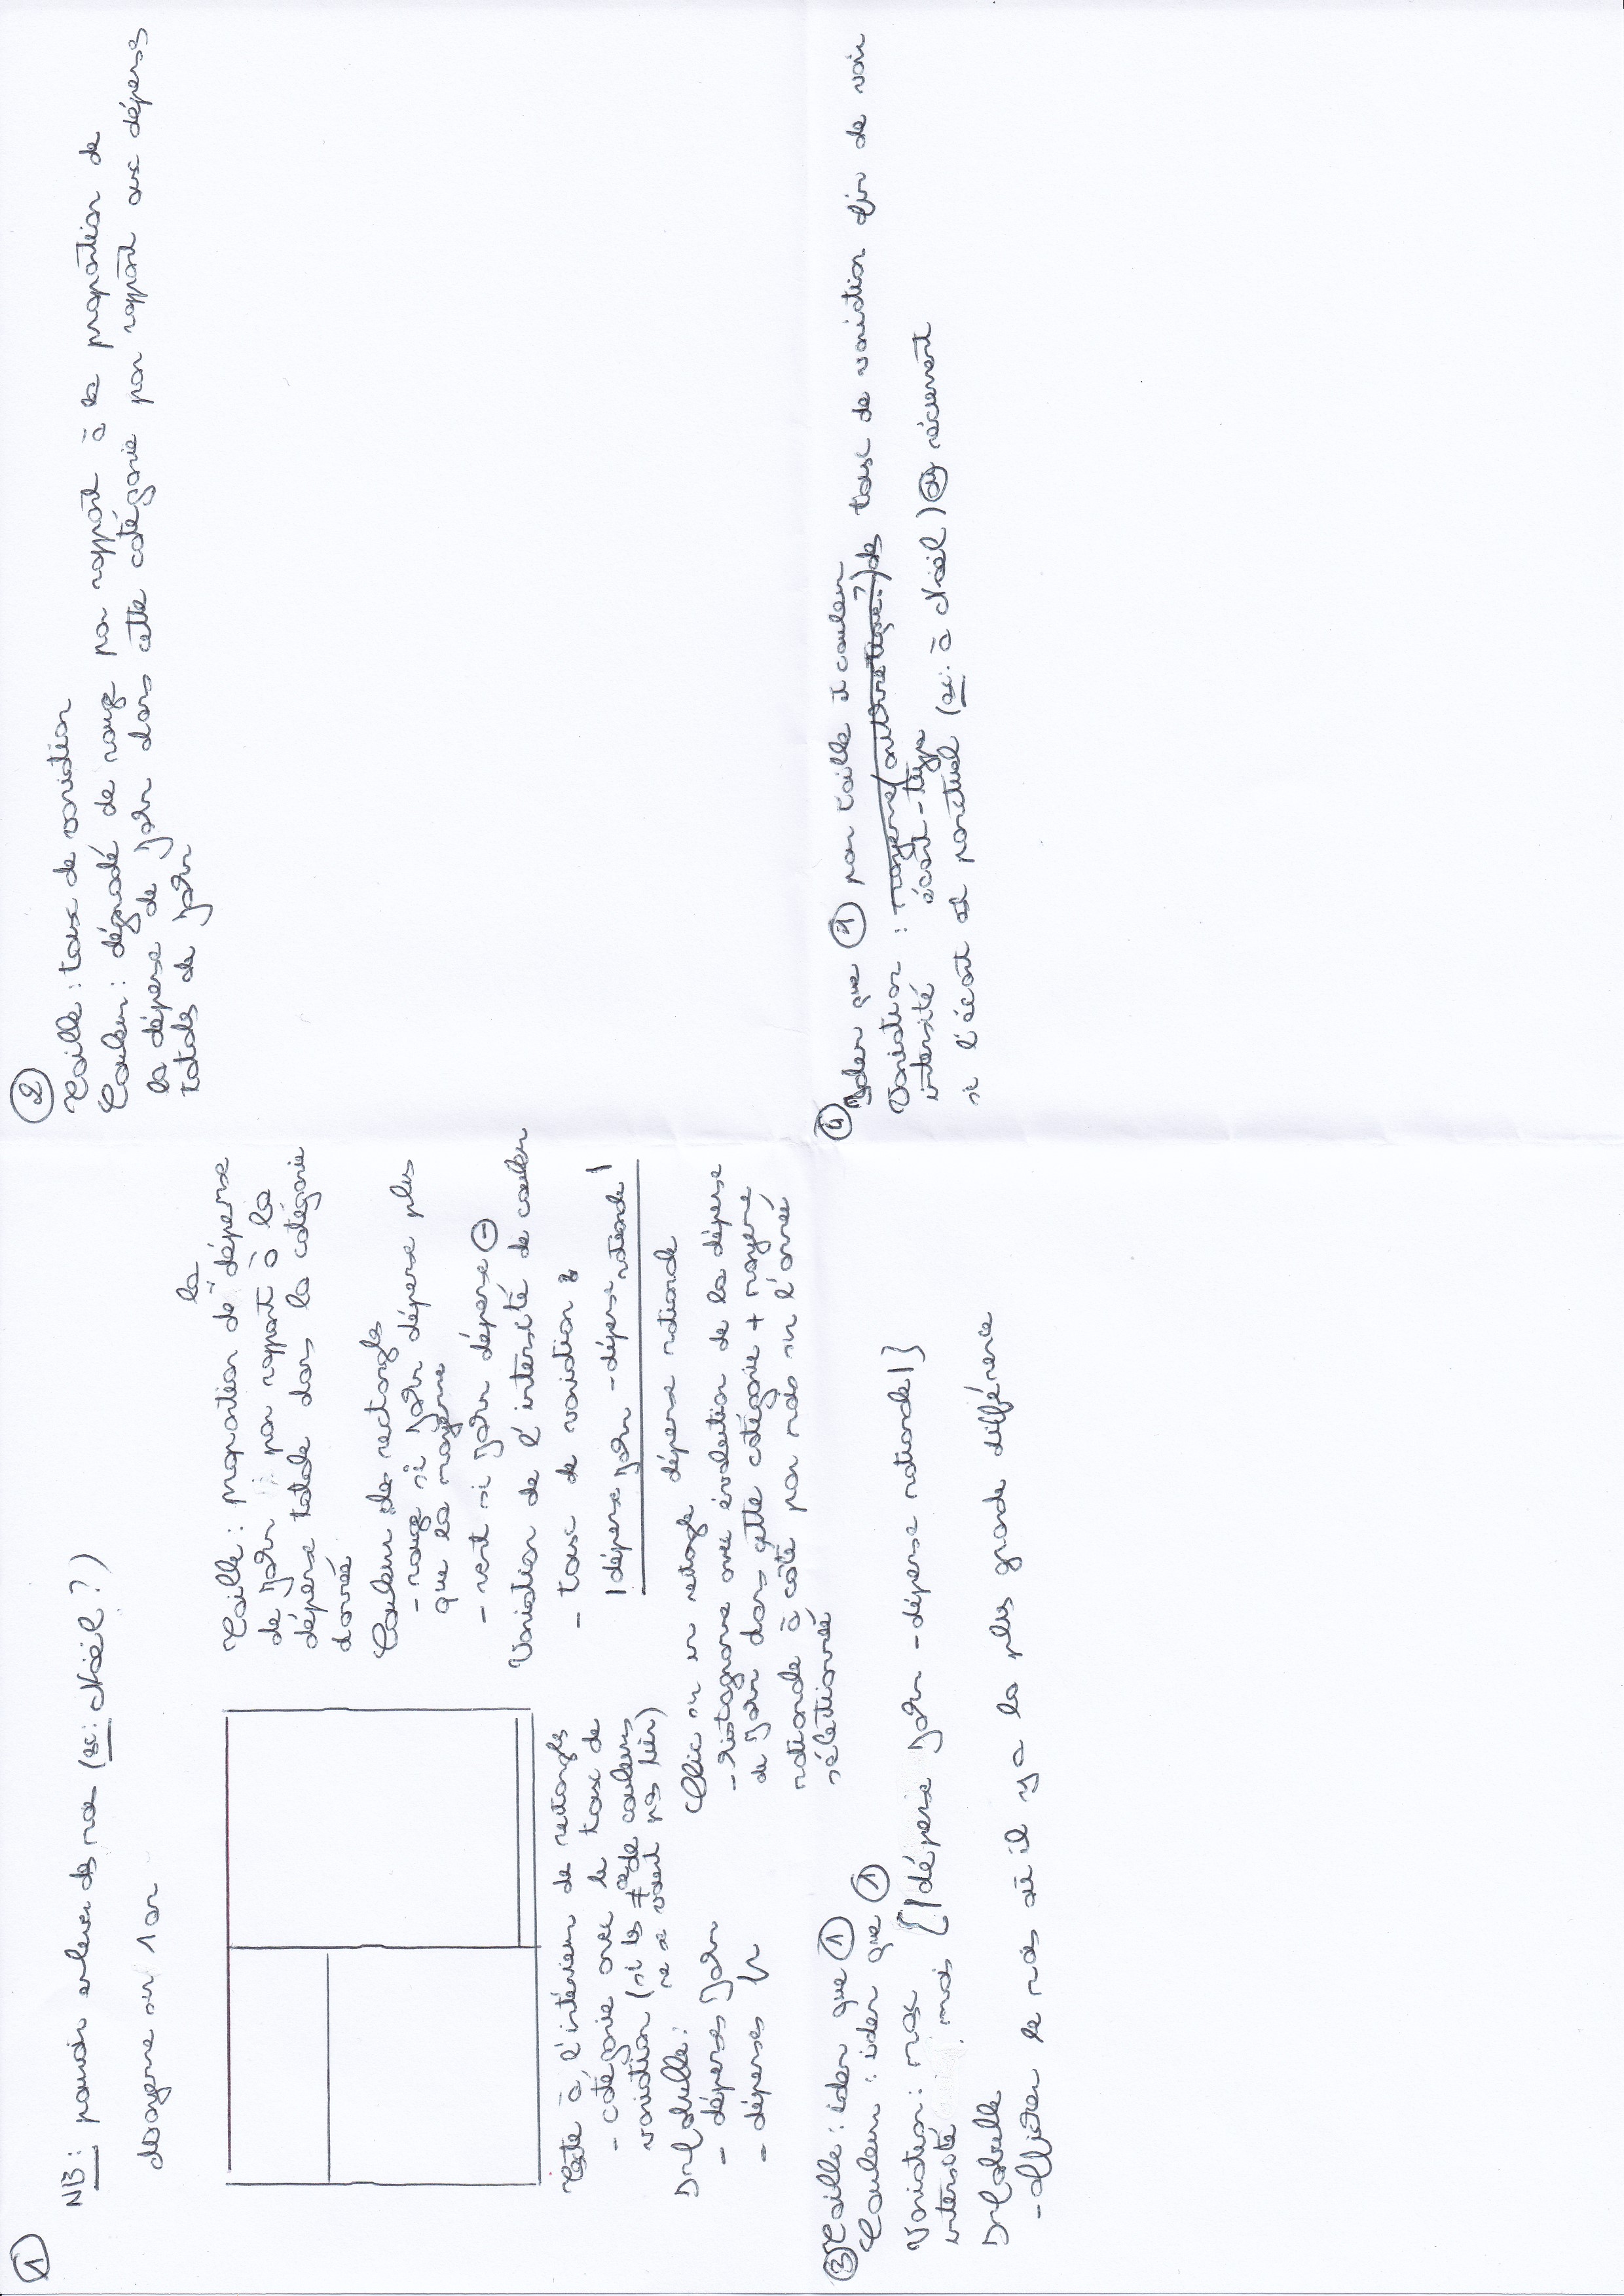 1
NB: pouvoir enlever des mois (ex: Noël ?)
Moyenne sur 1 an
Taille : proportion de la dépense
de John par rapport à la
dépense totale dans la catégorie
donnée
Couleur des rectangles
- rouge si John dépense plus
que la moyenne
- vert si John dépense ⊖
Variation de l'intensité de couleur
- taux de variation :
|dépense John - dépense nationale|
dépense nationale
Texte à l'intérieur de rectangles
- catégorie avec le taux de
variation (si les ≠ce de couleurs
ne se voient pas bien)
Infobulle :
- dépenses John
- dépenses fr
Clic sur un rectangle
- histogramme avec évolution de la dépense
de John dans cette catégorie + moyenne
nationale à côté par mois sur l'année
sélectionnée
2
Taille : taux de variation
Couleur : dégradé de rouge par rapport à la proportion de
la dépense de John dans cette catégorie par rapport aux dépenses
totales de John
3 Taille : idem que 1
Couleur : idem que 1
Variation : max {|dépense John - dépense nationale|}
intensité mois
Infobulle
- afficher le mois où il y a la plus grande différence
4
Idem que 1 pour taille et couleur
Variation : moyenne (arithmétique ?) des taux de variation afin de voir
intensité écart-type
si l'écart est ponctuel (ex: à Noël) ou récurrent